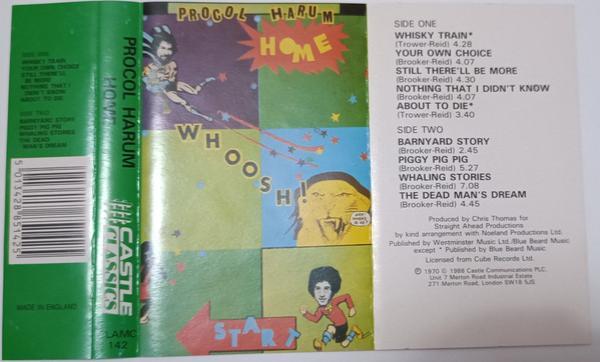 SIDE ONE
WHISKY TRAIN
YOUR OWN CHOICE
STILL THERE'LL
BE MORE
NOTHING THAT I
DIDN'T KNOW
ABOUT TO DIE
SIDE TWO
BARNYARD STORY
PIGGY PIG PIG
WHALING STORIES
THE DEAD
MAN'S DREAM
MADE IN ENGLAND
PROCOL HARUM
HOME
CASTLE
CLASSICS
CLAMC
142
PROCOL HARUM
HOME
WHOOSH!
START
SIDE ONE
WHISKY TRAIN*
(Trower-Reid) 4.28
YOUR OWN CHOICE
(Brooker-Reid) 4.07
STILL THERE'LL BE MORE
(Brooker-Reid) 4.30
NOTHING THAT I DIDN'T KNOW
(Brooker-Reid) 4.07
ABOUT TO DIE*
(Trower-Reid) 3.40
SIDE TWO
BARNYARD STORY
(Brooker-Reid) 2.45
PIGGY PIG PIG
(Brooker-Reid) 5.27
WHALING STORIES
(Brooker-Reid) 7.08
THE DEAD MAN'S DREAM
(Brooker-Reid) 4.45
Produced by Chris Thomas for
Straight Ahead Productions
by kind arrangement with Noeland Productions Ltd.
Published by Westminster Music Ltd./Blue Beard Music
except * Published by Blue Beard Music.
Licensed from Cube Records Ltd.
℗ 1970 © 1988 Castle Communications PLC.
Unit 7 Merton Road Industrial Estate
271 Merton Road, London SW18 5JS